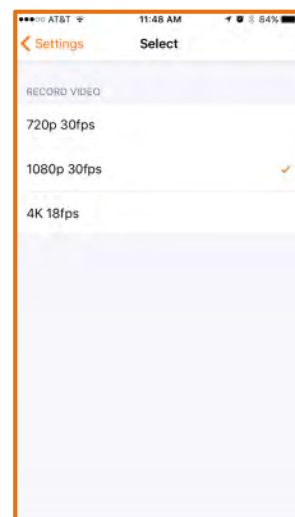 AT&T 11:48 AM 84%
Settings Select
RECORD VIDEO
720p 30fps
1080p 30fps
4K 18fps